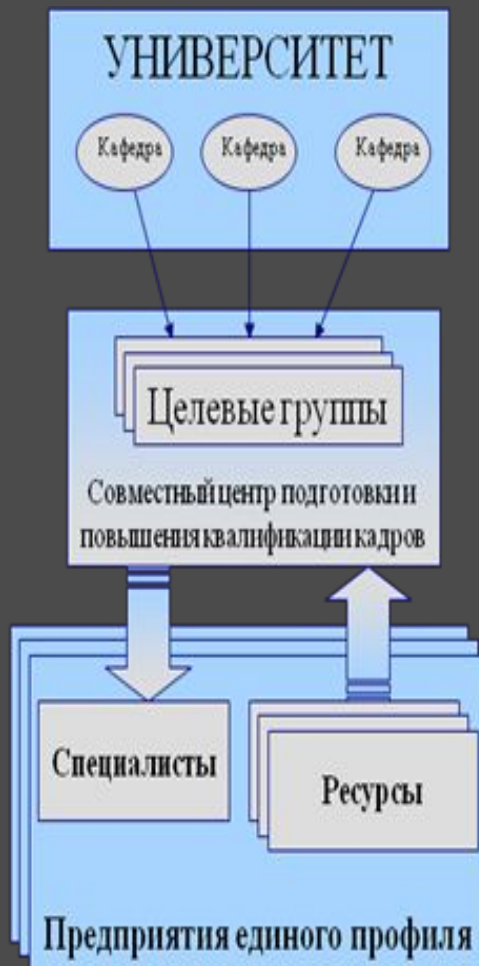 УНИВЕРСИТЕТ
Кафедра Кафедра Кафедра
Целевые группы
Совместный центр подготовки и
повышения квалификации кадров
Специалисты
Ресурсы
Предприятия единого профиля